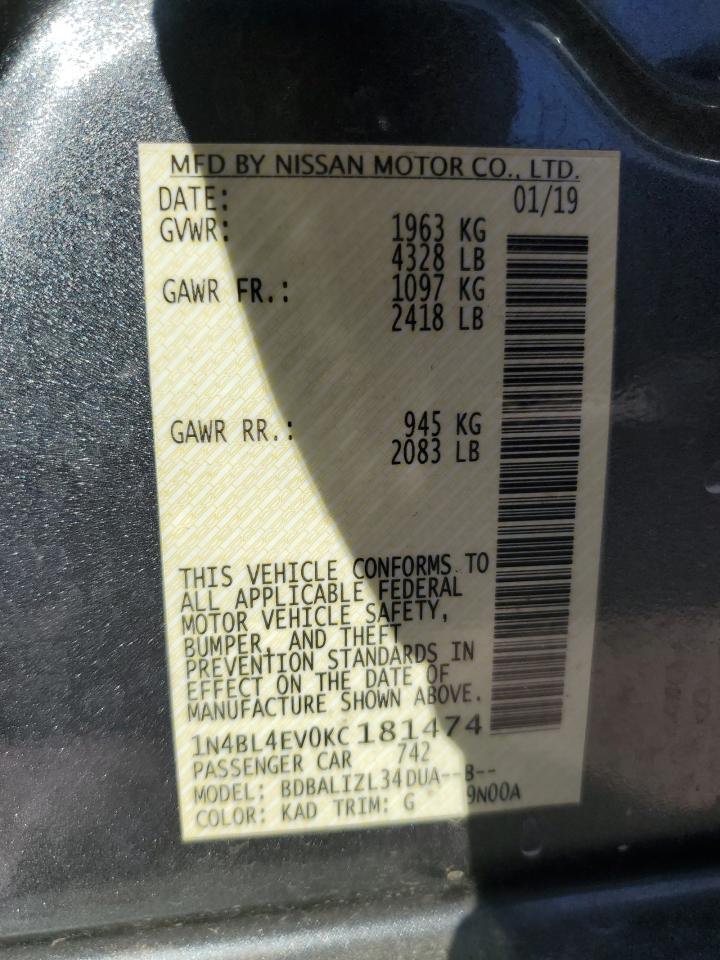 MFD BY NISSAN MOTOR CO., LTD.
DATE: 01/19
GVWR: 1963 KG
4328 LB
GAWR FR.: 1097 KG
2418 LB
GAWR RR.: 945 KG
2083 LB
THIS VEHICLE CONFORMS TO
ALL APPLICABLE FEDERAL
MOTOR VEHICLE SAFETY,
BUMPER, AND THEFT
PREVENTION STANDARDS IN
EFFECT ON THE DATE OF
MANUFACTURE SHOWN ABOVE.
1N4BL4EV0KC181474
PASSENGER CAR 742
MODEL: BDBALIZL34DUA--B--
COLOR: KAD TRIM: G 9N00A